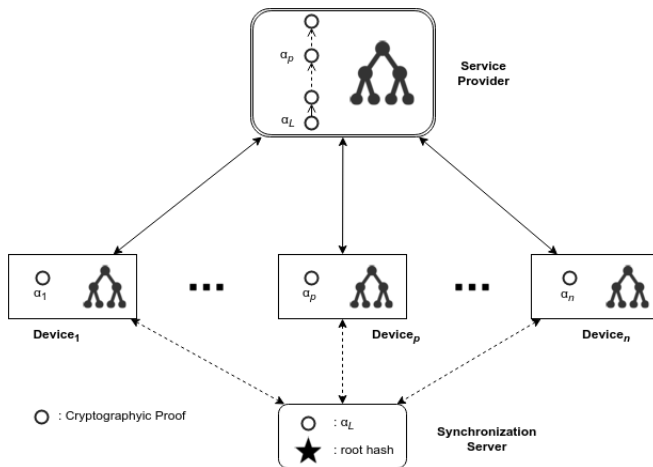 αp
αL
Service
Provider
α1
αp
αn
Device1
Devicep
Devicen
: Cryptographyic Proof
: αL
: root hash
Synchronization
Server